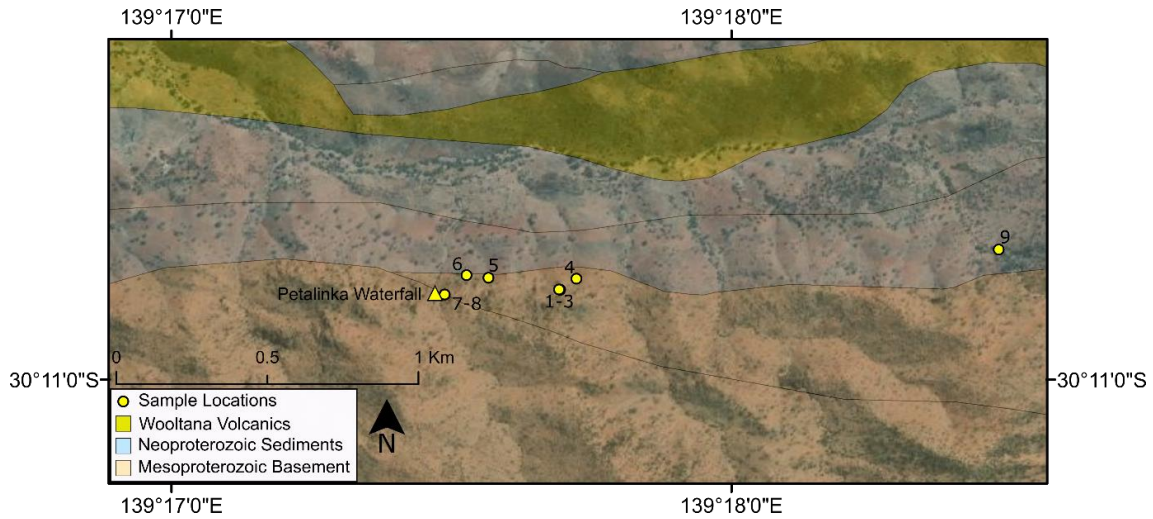 139°17'0"E
139°18'0"E
9
6
5
4
Petalinka Waterfall
7-8
1-3
0
0.5
1 Km
30°11'0"S
30°11'0"S
Sample Locations
Wooltana Volcanics
Neoproterozoic Sediments
Mesoproterozoic Basement
N
139°17'0"E
139°18'0"E